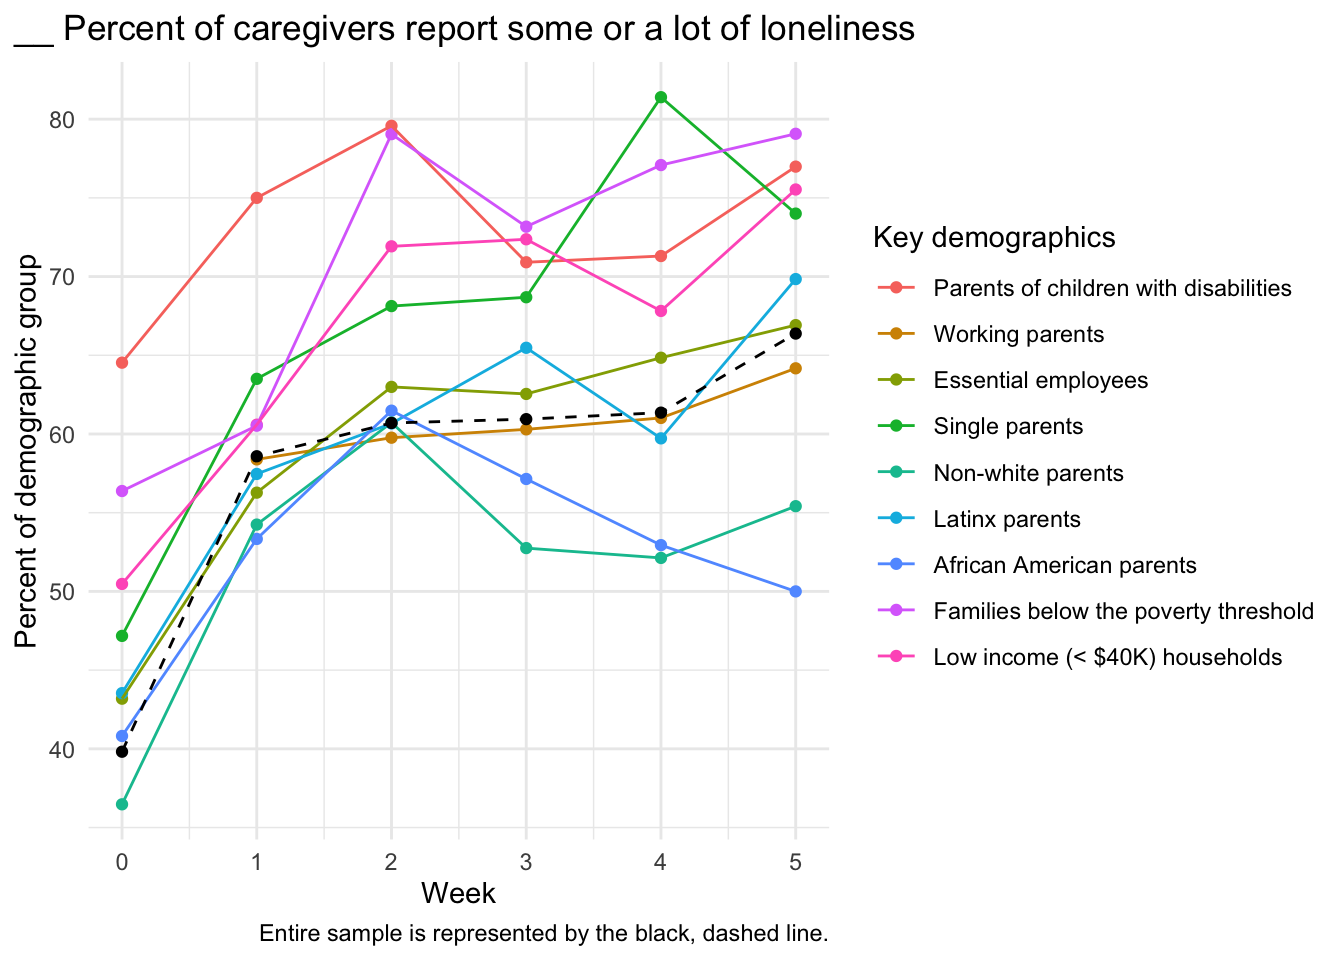 __ Percent of caregivers report some or a lot of loneliness
Percent of demographic group
80
70
60
50
40
0 1 2 3 4 5
Week
Entire sample is represented by the black, dashed line.
Key demographics
Parents of children with disabilities
Working parents
Essential employees
Single parents
Non-white parents
Latinx parents
African American parents
Families below the poverty threshold
Low income (< $40K) households